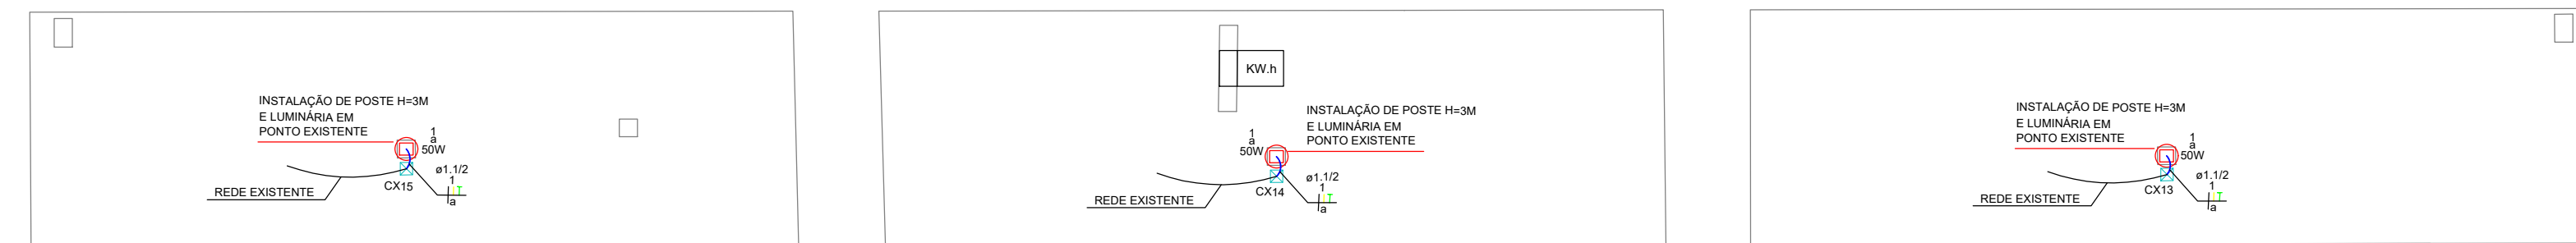 INSTALAÇÃO DE POSTE H=3M
E LUMINÁRIA EM
PONTO EXISTENTE
1
a
50W
ø1.1/2
1
a
CX15
REDE EXISTENTE
KW.h
INSTALAÇÃO DE POSTE H=3M
E LUMINÁRIA EM
PONTO EXISTENTE
1
a
50W
ø1.1/2
1
a
CX14
REDE EXISTENTE
INSTALAÇÃO DE POSTE H=3M
E LUMINÁRIA EM
PONTO EXISTENTE
1
a
50W
ø1.1/2
1
a
CX13
REDE EXISTENTE